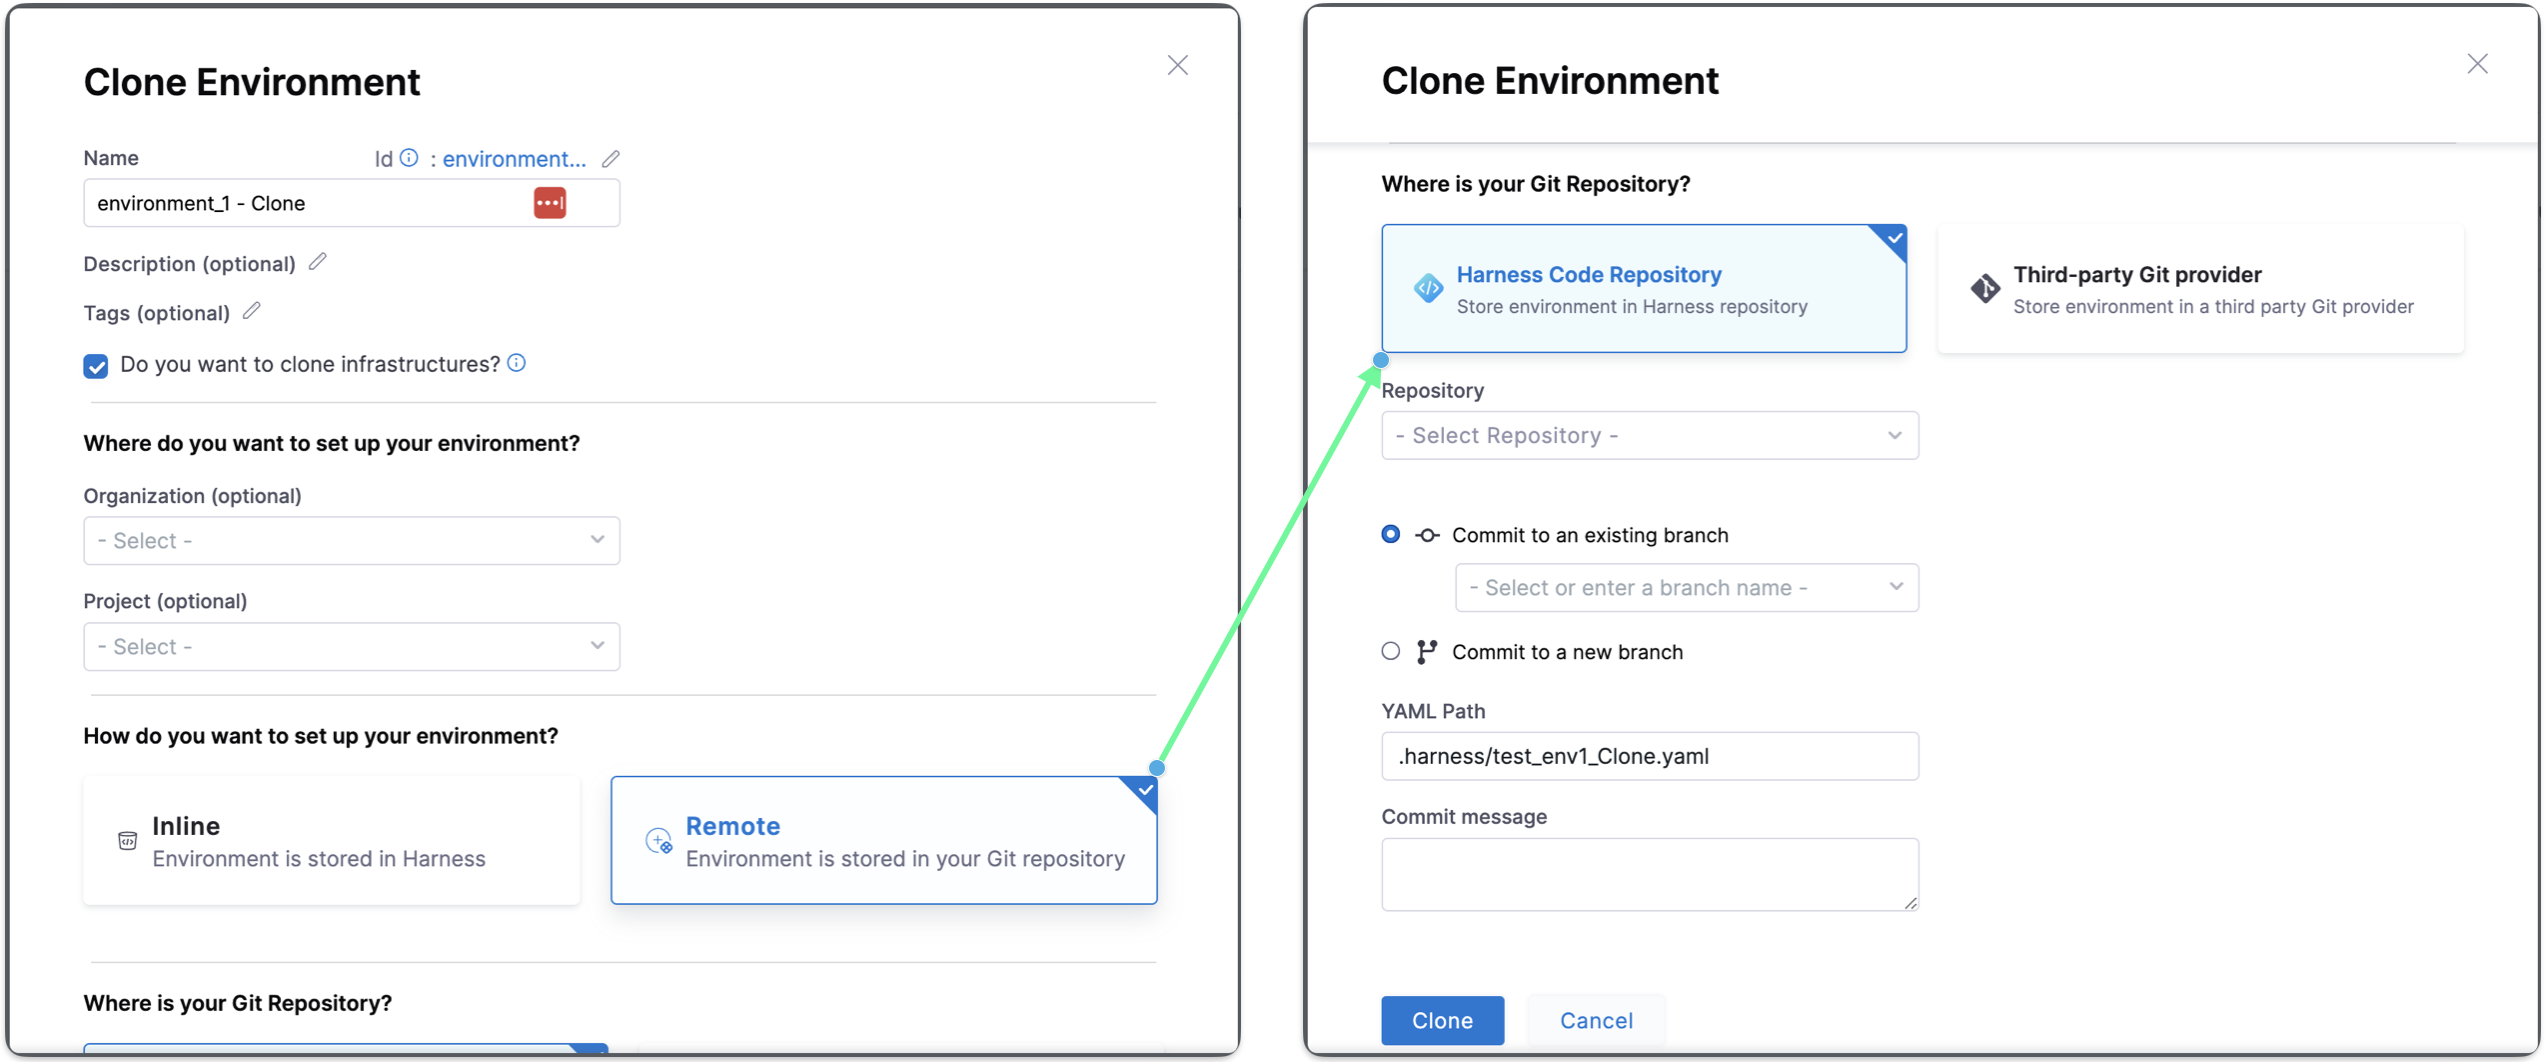 Clone Environment
Name
Id : environment...
environment_1 - Clone
Description (optional)
Tags (optional)
Do you want to clone infrastructures?
Where do you want to set up your environment?
Organization (optional)
- Select -
Project (optional)
- Select -
How do you want to set up your environment?
Inline
Environment is stored in Harness
Remote
Environment is stored in your Git repository
Where is your Git Repository?
Clone Environment
Where is your Git Repository?
Harness Code Repository
Store environment in Harness repository
Third-party Git provider
Store environment in a third party Git provider
Repository
- Select Repository -
Commit to an existing branch
- Select or enter a branch name -
Commit to a new branch
YAML Path
.harness/test_env1_Clone.yaml
Commit message
Clone
Cancel